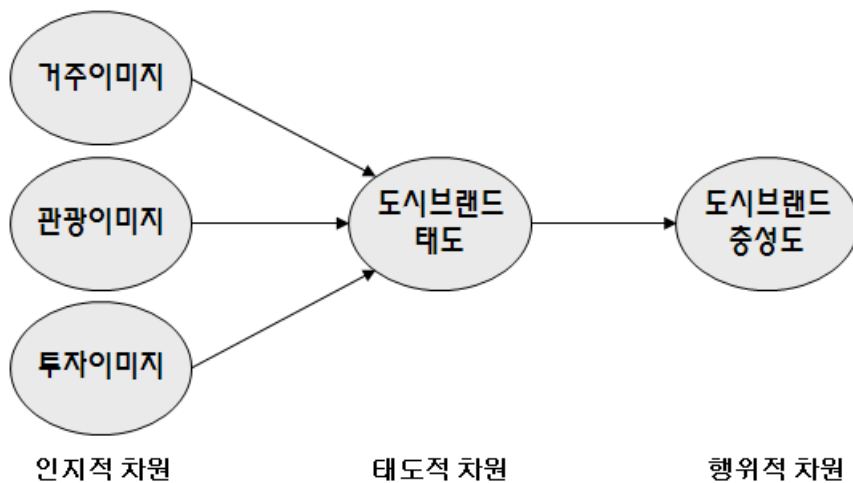 거주이미지
관광이미지
투자이미지
도시브랜드
태도
도시브랜드
충성도
인지적 차원
태도적 차원
행위적 차원